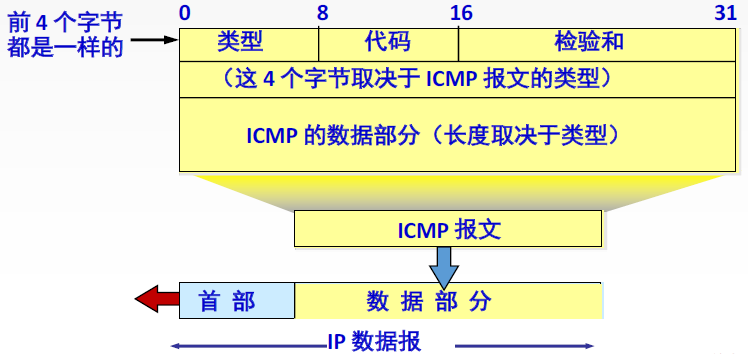 0 8 16 31
前 4 个字节
都是一样的
类型 代码 检验和
（这 4 个字节取决于 ICMP 报文的类型）
ICMP 的数据部分（长度取决于类型）
ICMP 报文
首 部 数 据 部 分
IP 数据报